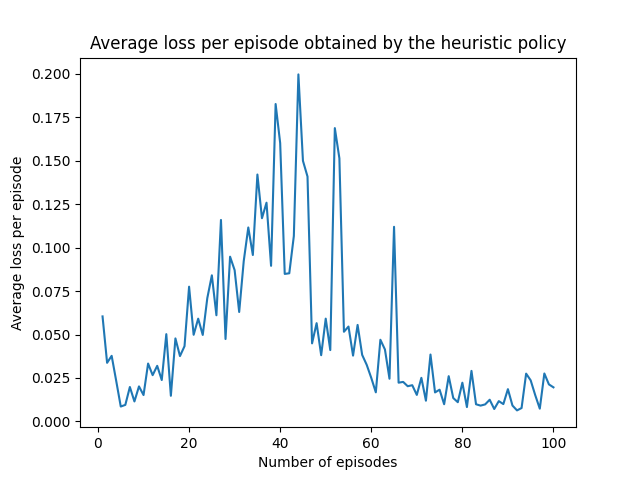 Average loss per episode obtained by the heuristic policy
0.200
0.175
0.150
0.125
0.100
0.075
0.050
0.025
0.000
Average loss per episode
0 20 40 60 80 100
Number of episodes